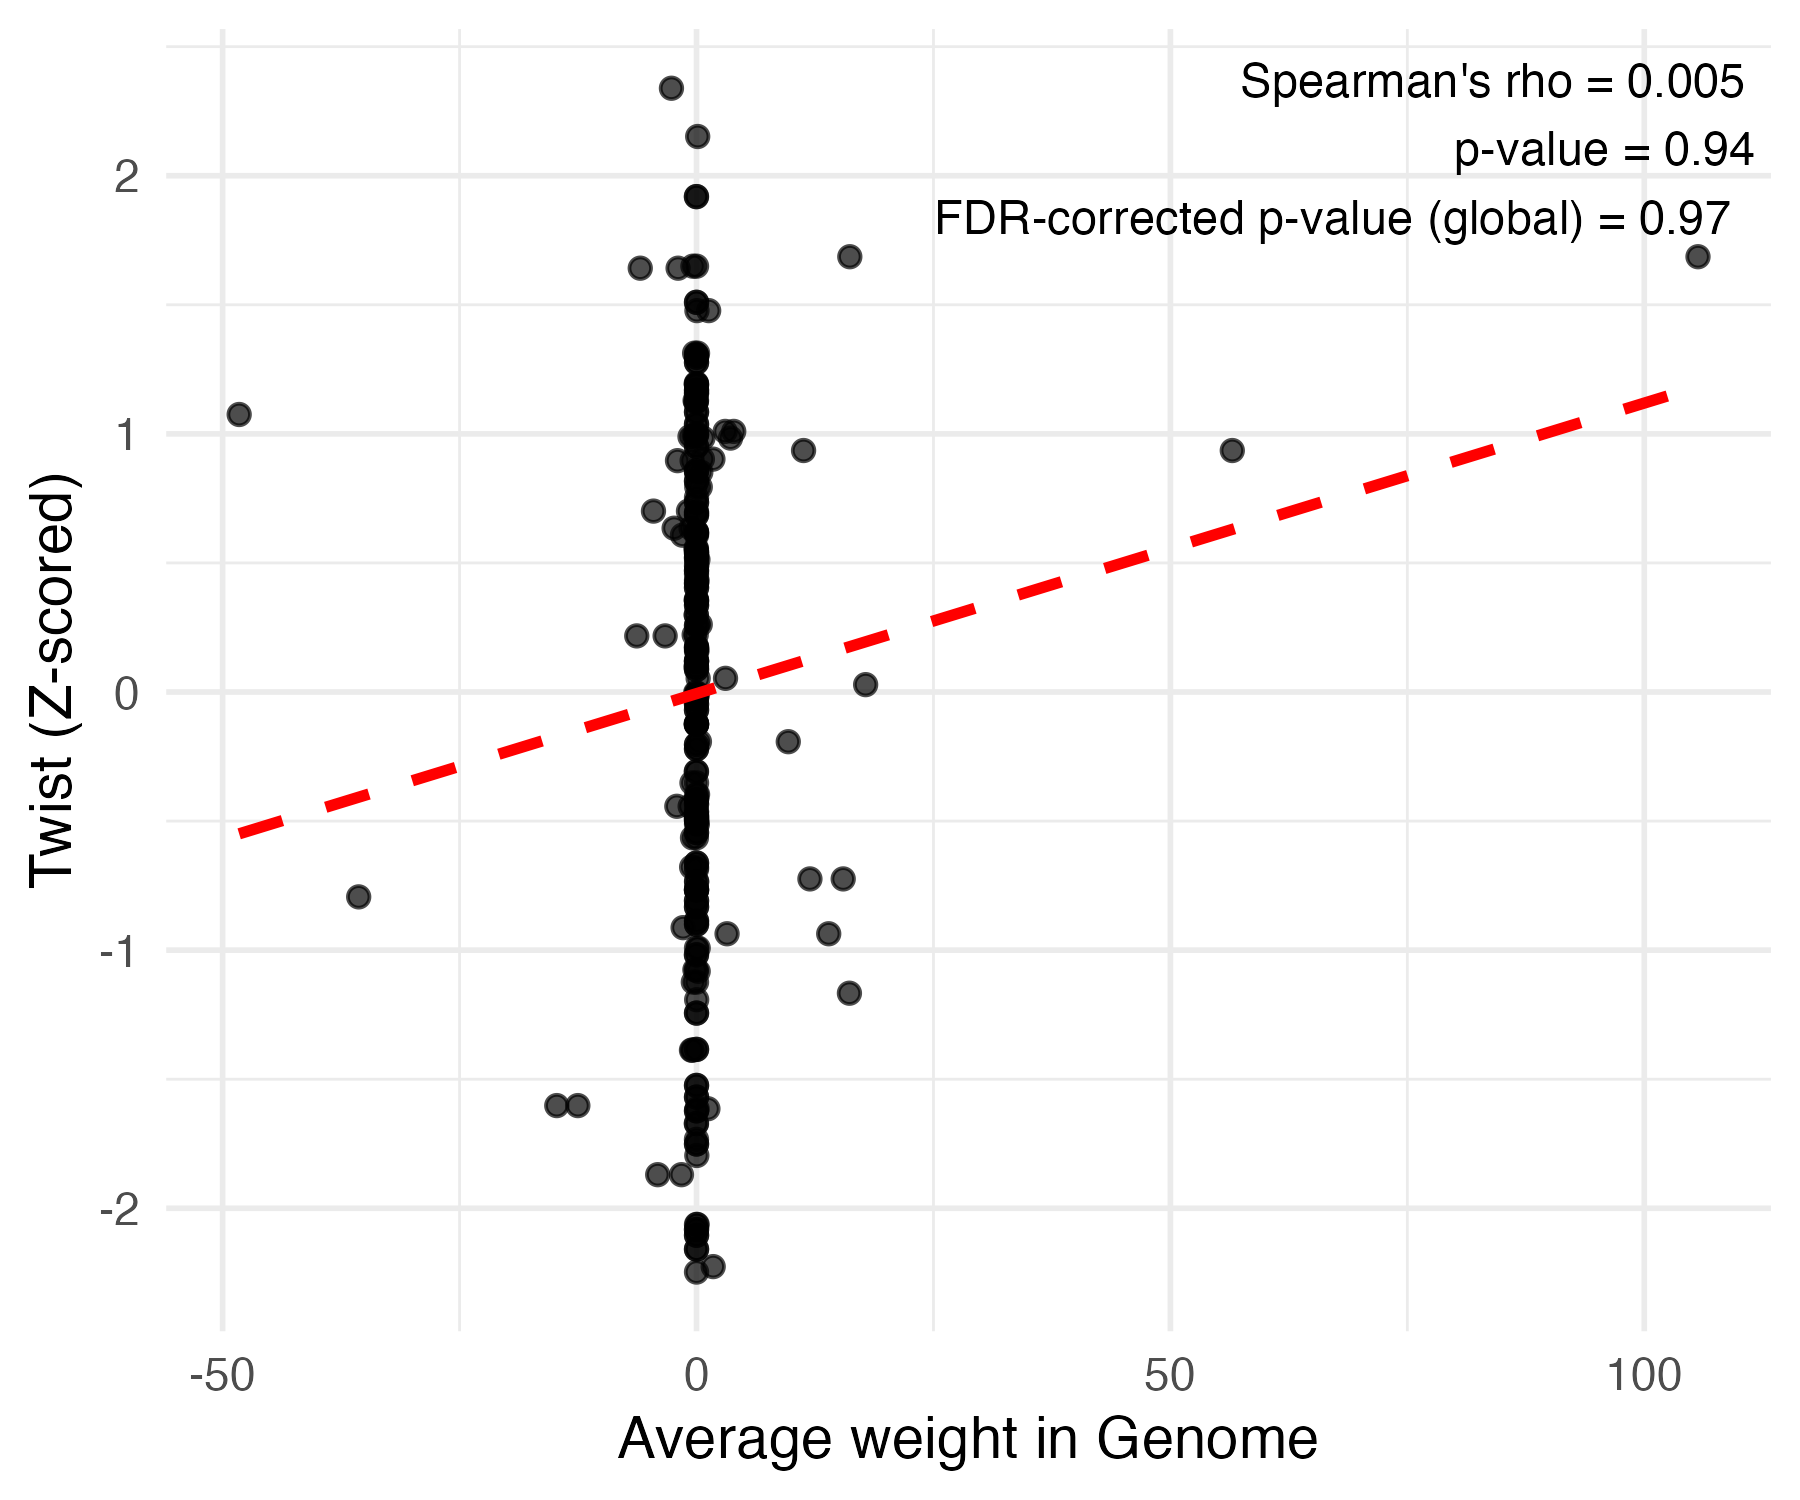 Spearman's rho = 0.005
p-value = 0.94
FDR-corrected p-value (global) = 0.97
2
1
0
-1
-2
Twist (Z-scored)
-50 0 50 100
Average weight in Genome